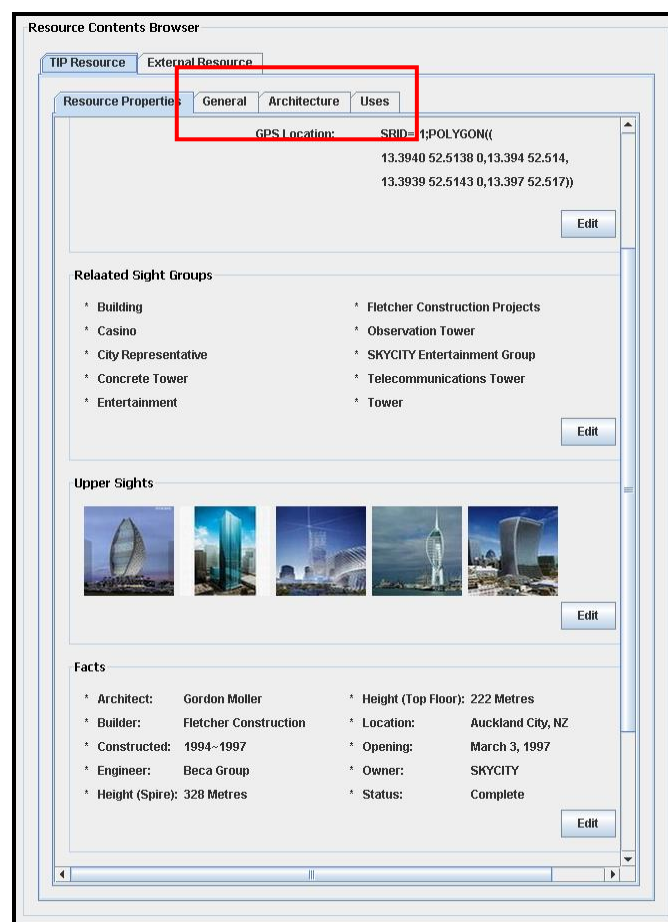 Resource Contents Browser
TIP Resource External Resource
Resource Properties General Architecture Uses
GPS Location: SRID=-1;POLYGON((
13.3940 52.5138 0,13.394 52.514,
13.3939 52.5143 0,13.397 52.517))
Edit
Relaated Sight Groups
* Building * Fletcher Construction Projects
* Casino * Observation Tower
* City Representative * SKYCITY Entertainment Group
* Concrete Tower * Telecommunications Tower
* Entertainment * Tower
Edit
Upper Sights
Edit
Facts
* Architect: Gordon Moller * Height (Top Floor): 222 Metres
* Builder: Fletcher Construction * Location: Auckland City, NZ
* Constructed: 1994~1997 * Opening: March 3, 1997
* Engineer: Beca Group * Owner: SKYCITY
* Height (Spire): 328 Metres * Status: Complete
Edit